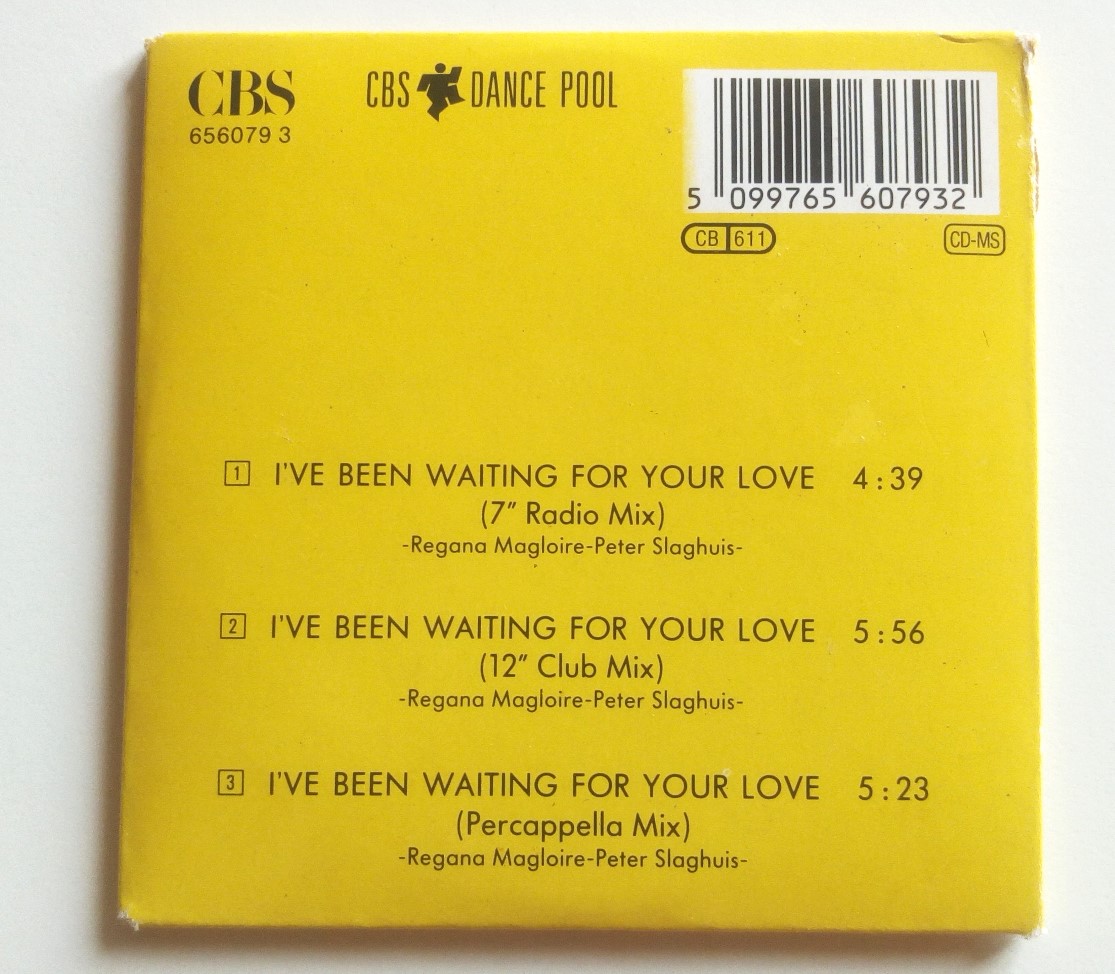 CBS
656079 3
CBS DANCE POOL
5 099765 607932
CB 611
CD-MS
1 I'VE BEEN WAITING FOR YOUR LOVE 4:39
(7" Radio Mix)
-Regana Magloire-Peter Slaghuis-
2 I'VE BEEN WAITING FOR YOUR LOVE 5:56
(12" Club Mix)
-Regana Magloire-Peter Slaghuis-
3 I'VE BEEN WAITING FOR YOUR LOVE 5:23
(Percappella Mix)
-Regana Magloire-Peter Slaghuis-